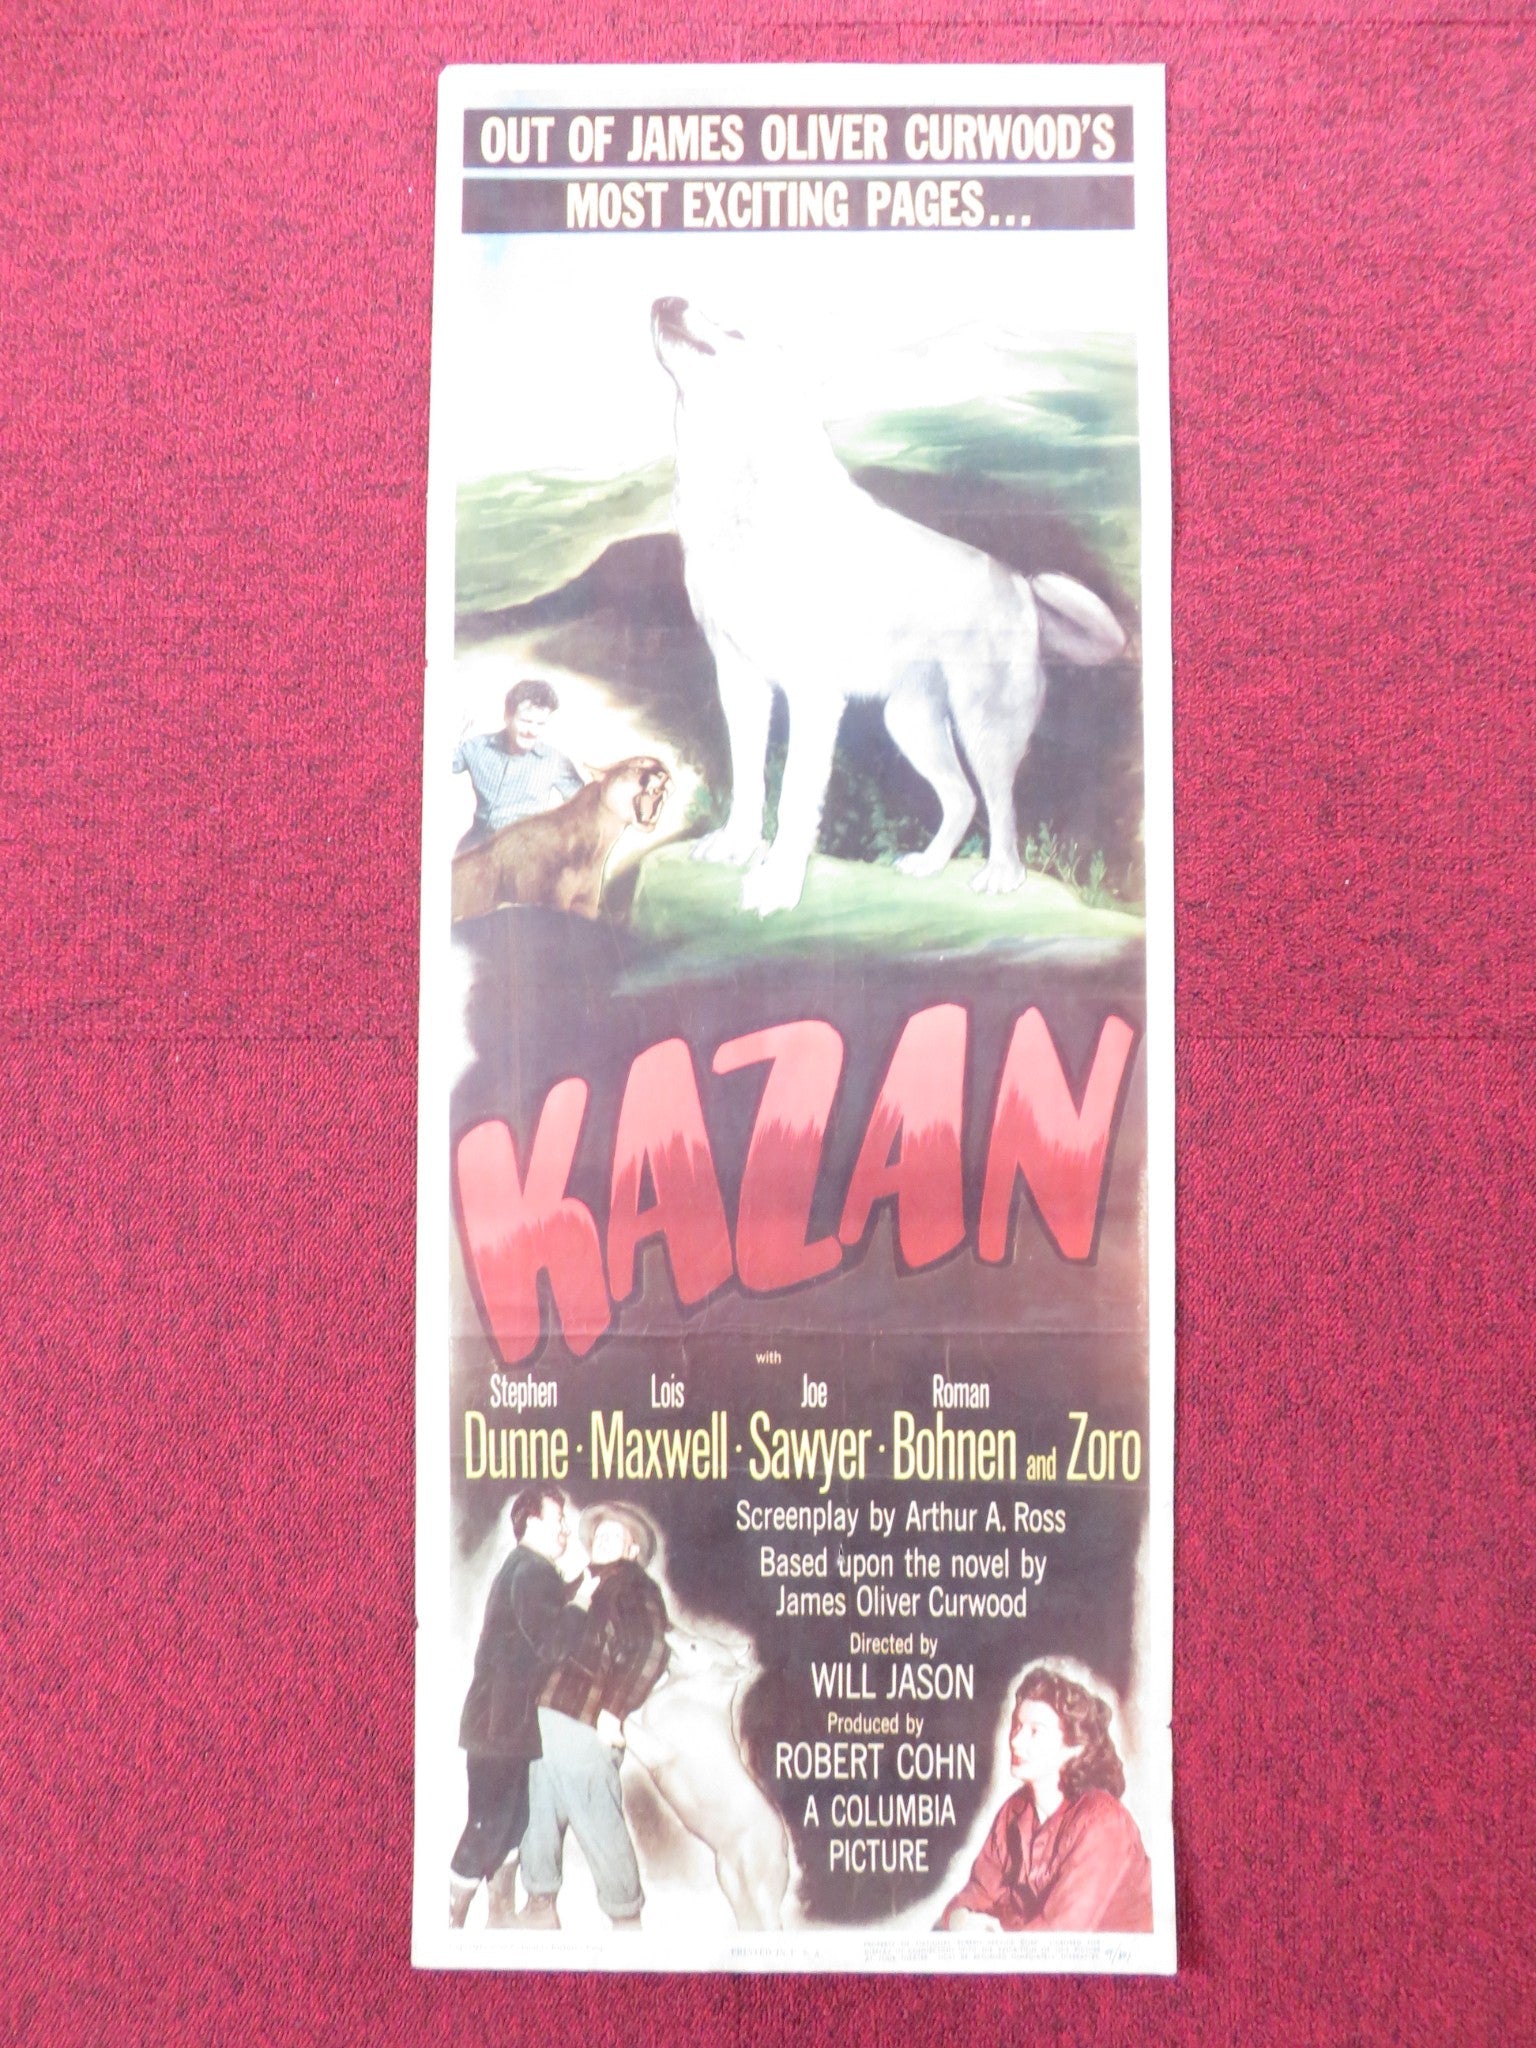 OUT OF JAMES OLIVER CURWOOD'S
MOST EXCITING PAGES...
KAZAN
with
Stephen Lois Joe Roman
Dunne · Maxwell · Sawyer · Bohnen and Zoro
Screenplay by Arthur A. Ross
Based upon the novel by
James Oliver Curwood
Directed by
WILL JASON
Produced by
ROBERT COHN
A COLUMBIA
PICTURE
PRINTED IN U. S. A.